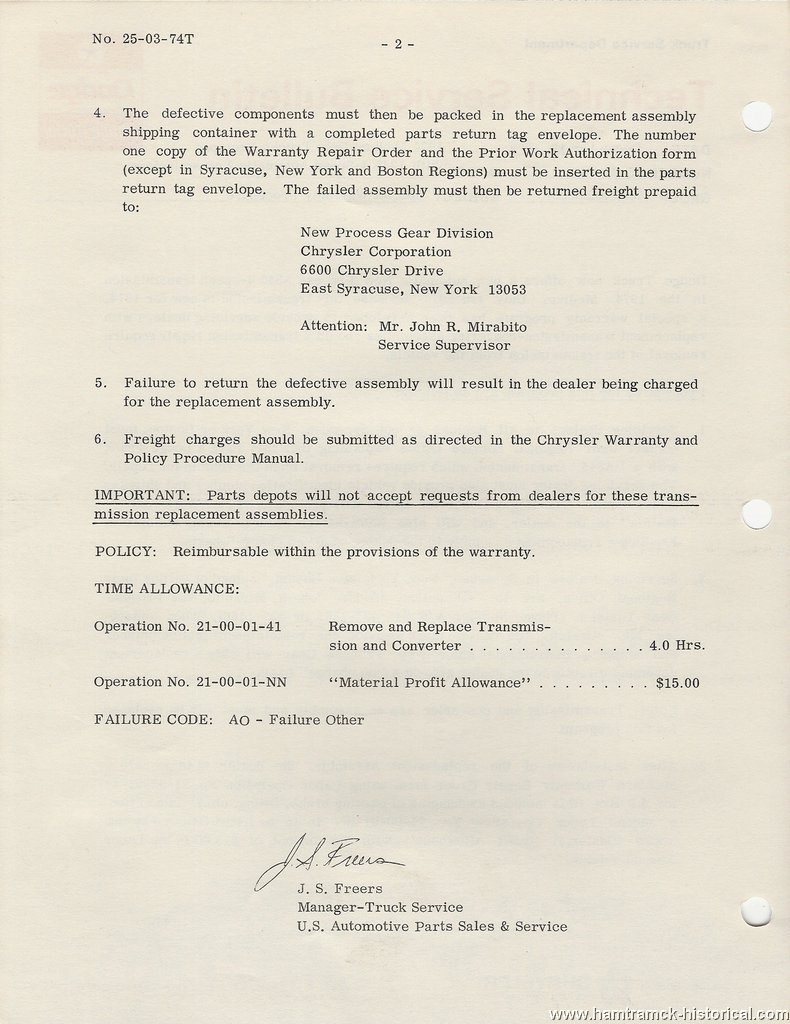 No. 25-03-74T
- 2 -
4. The defective components must then be packed in the replacement assembly
shipping container with a completed parts return tag envelope. The number
one copy of the Warranty Repair Order and the Prior Work Authorization form
(except in Syracuse, New York and Boston Regions) must be inserted in the parts
return tag envelope. The failed assembly must then be returned freight prepaid
to:
New Process Gear Division
Chrysler Corporation
6600 Chrysler Drive
East Syracuse, New York 13053
Attention: Mr. John R. Mirabito
Service Supervisor
5. Failure to return the defective assembly will result in the dealer being charged
for the replacement assembly.
6. Freight charges should be submitted as directed in the Chrysler Warranty and
Policy Procedure Manual.
IMPORTANT: Parts depots will not accept requests from dealers for these trans-
mission replacement assemblies.
POLICY: Reimbursable within the provisions of the warranty.
TIME ALLOWANCE:
Operation No. 21-00-01-41 Remove and Replace Transmis-
sion and Converter . . . . . . . . . . . . . . 4.0 Hrs.
Operation No. 21-00-01-NN "Material Profit Allowance" . . . . . . . . . $15.00
FAILURE CODE: AO - Failure Other
J. S. Freers
J. S. Freers
Manager-Truck Service
U.S. Automotive Parts Sales & Service
www.hamtramck-historical.com